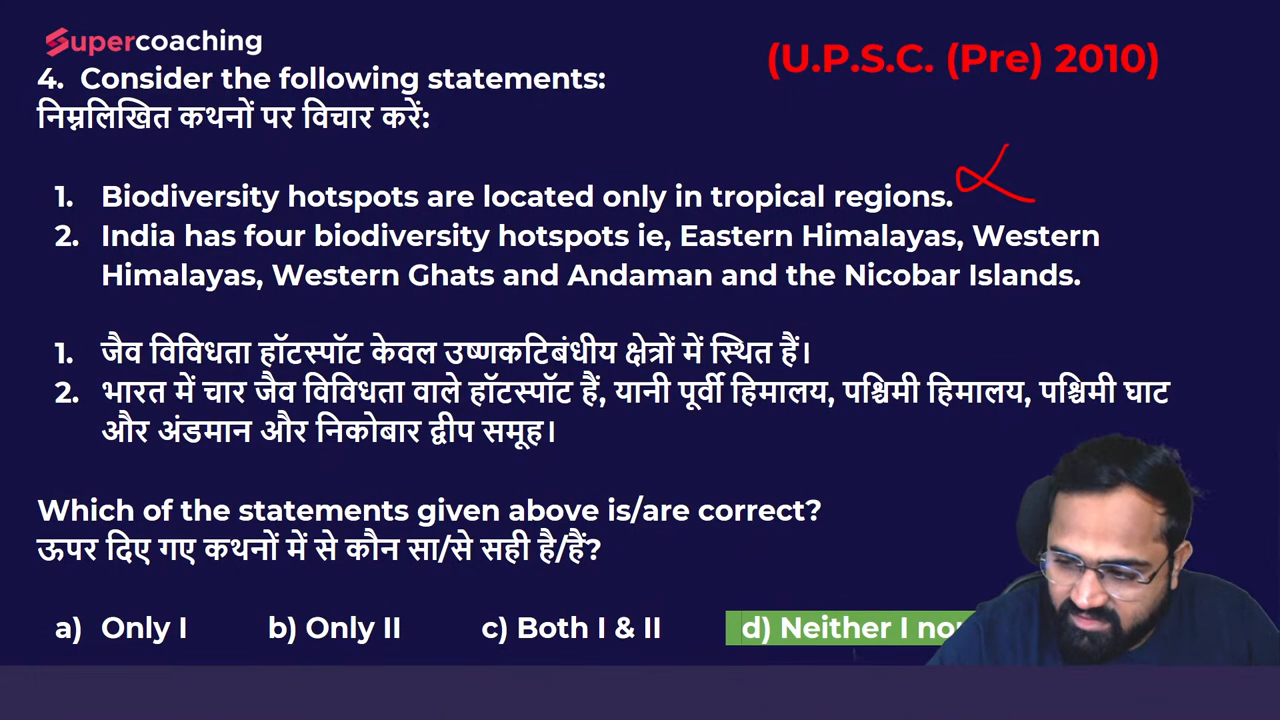 Supercoaching
(U.P.S.C. (Pre) 2010)
4. Consider the following statements:
निम्नलिखित कथनों पर विचार करें:
1. Biodiversity hotspots are located only in tropical regions.
2. India has four biodiversity hotspots ie, Eastern Himalayas, Western
Himalayas, Western Ghats and Andaman and the Nicobar Islands.
1. जैव विविधता हॉटस्पॉट केवल उष्णकटिबंधीय क्षेत्रों में स्थित हैं।
2. भारत में चार जैव विविधता वाले हॉटस्पॉट हैं, यानी पूर्वी हिमालय, पश्चिमी हिमालय, पश्चिमी घाट
और अंडमान और निकोबार द्वीप समूह।
Which of the statements given above is/are correct?
ऊपर दिए गए कथनों में से कौन सा/से सही है/हैं?
a) Only I b) Only II c) Both I & II d) Neither I